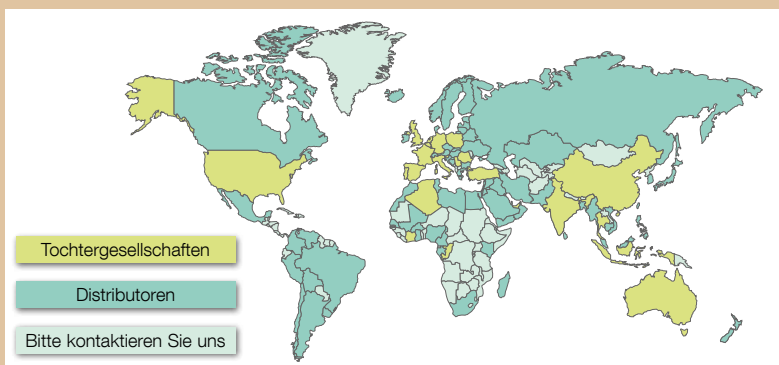 Tochtergesellschaften
Distributoren
Bitte kontaktieren Sie uns